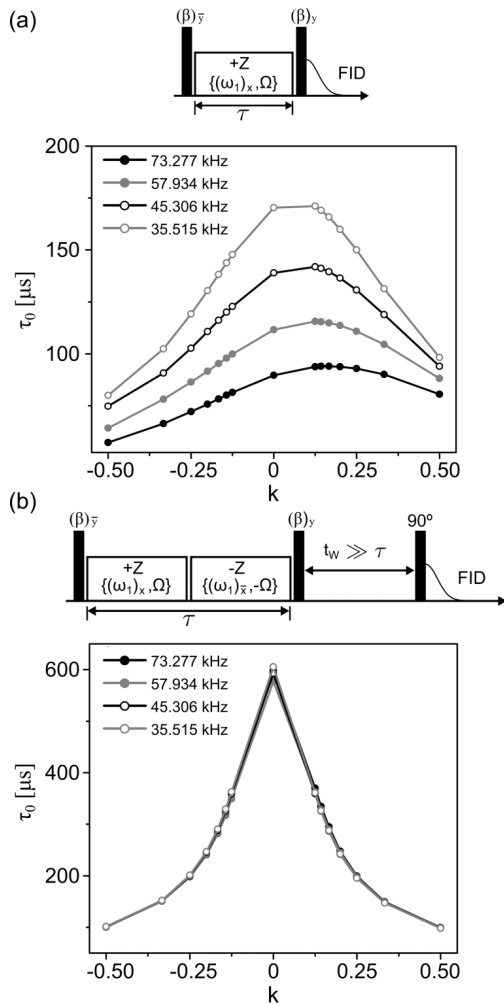 (a)
(β)ȳ
(β)y
+Z
{(ω₁)ₓ,Ω}
FID
τ
73.277 kHz
57.934 kHz
45.306 kHz
35.515 kHz
200
150
100
τ₀ [μs]
-0.50 -0.25 0 0.25 0.50
k
(b)
(β)ȳ
(β)y
90º
+Z
{(ω₁)ₓ,Ω}
-Z
{(ω₁)x̄,-Ω}
t_W ≫ τ
FID
τ
73.277 kHz
57.934 kHz
45.306 kHz
35.515 kHz
600
400
200
τ₀ [μs]
-0.50 -0.25 0 0.25 0.50
k